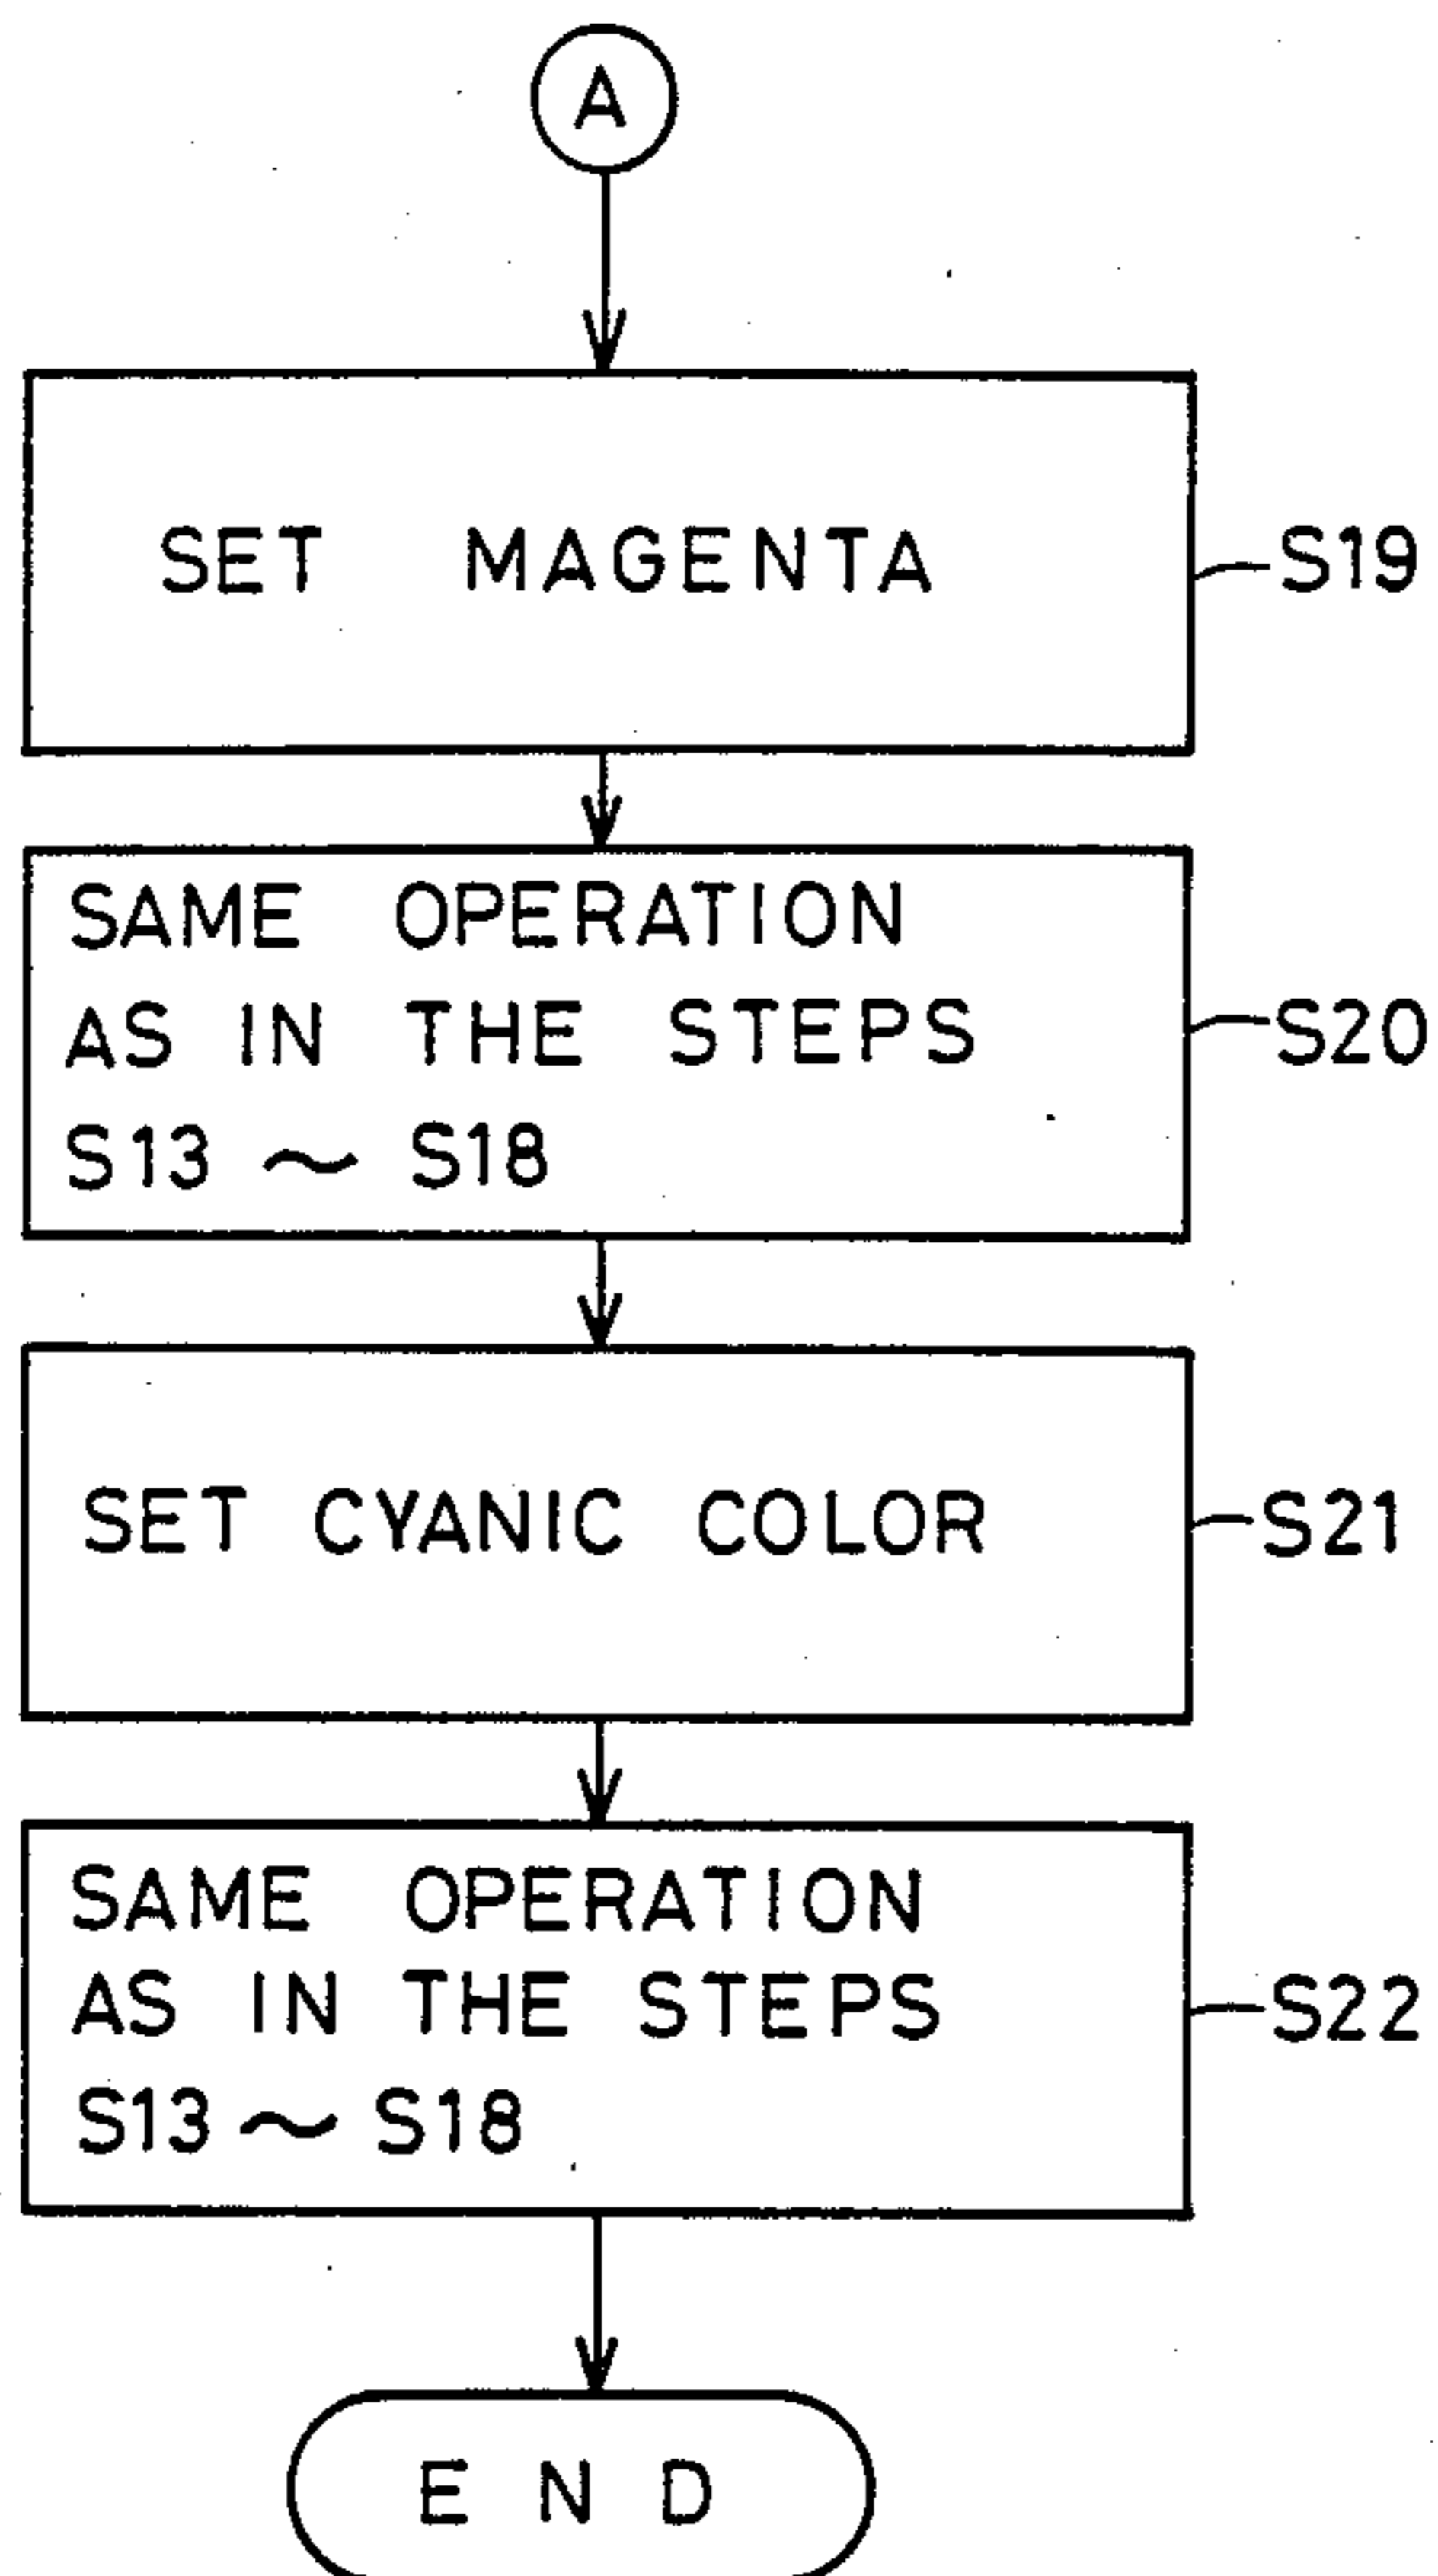 A
SET MAGENTA
S19
SAME OPERATION
AS IN THE STEPS
S13 ~ S18
S20
SET CYANIC COLOR
S21
SAME OPERATION
AS IN THE STEPS
S13 ~ S18
S22
END